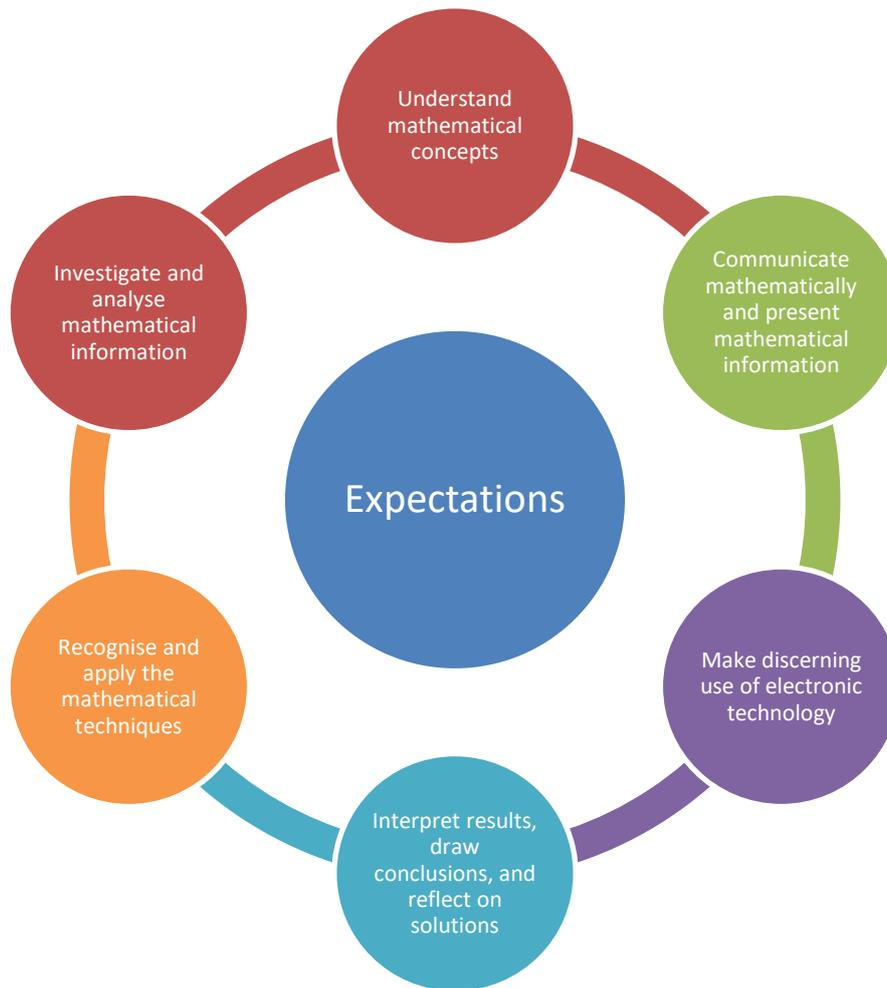 Understand
mathematical
concepts
Communicate
mathematically
and present
mathematical
information
Make discerning
use of electronic
technology
Interpret results,
draw
conclusions, and
reflect on
solutions
Recognise and
apply the
mathematical
techniques
Investigate and
analyse
mathematical
information
Expectations